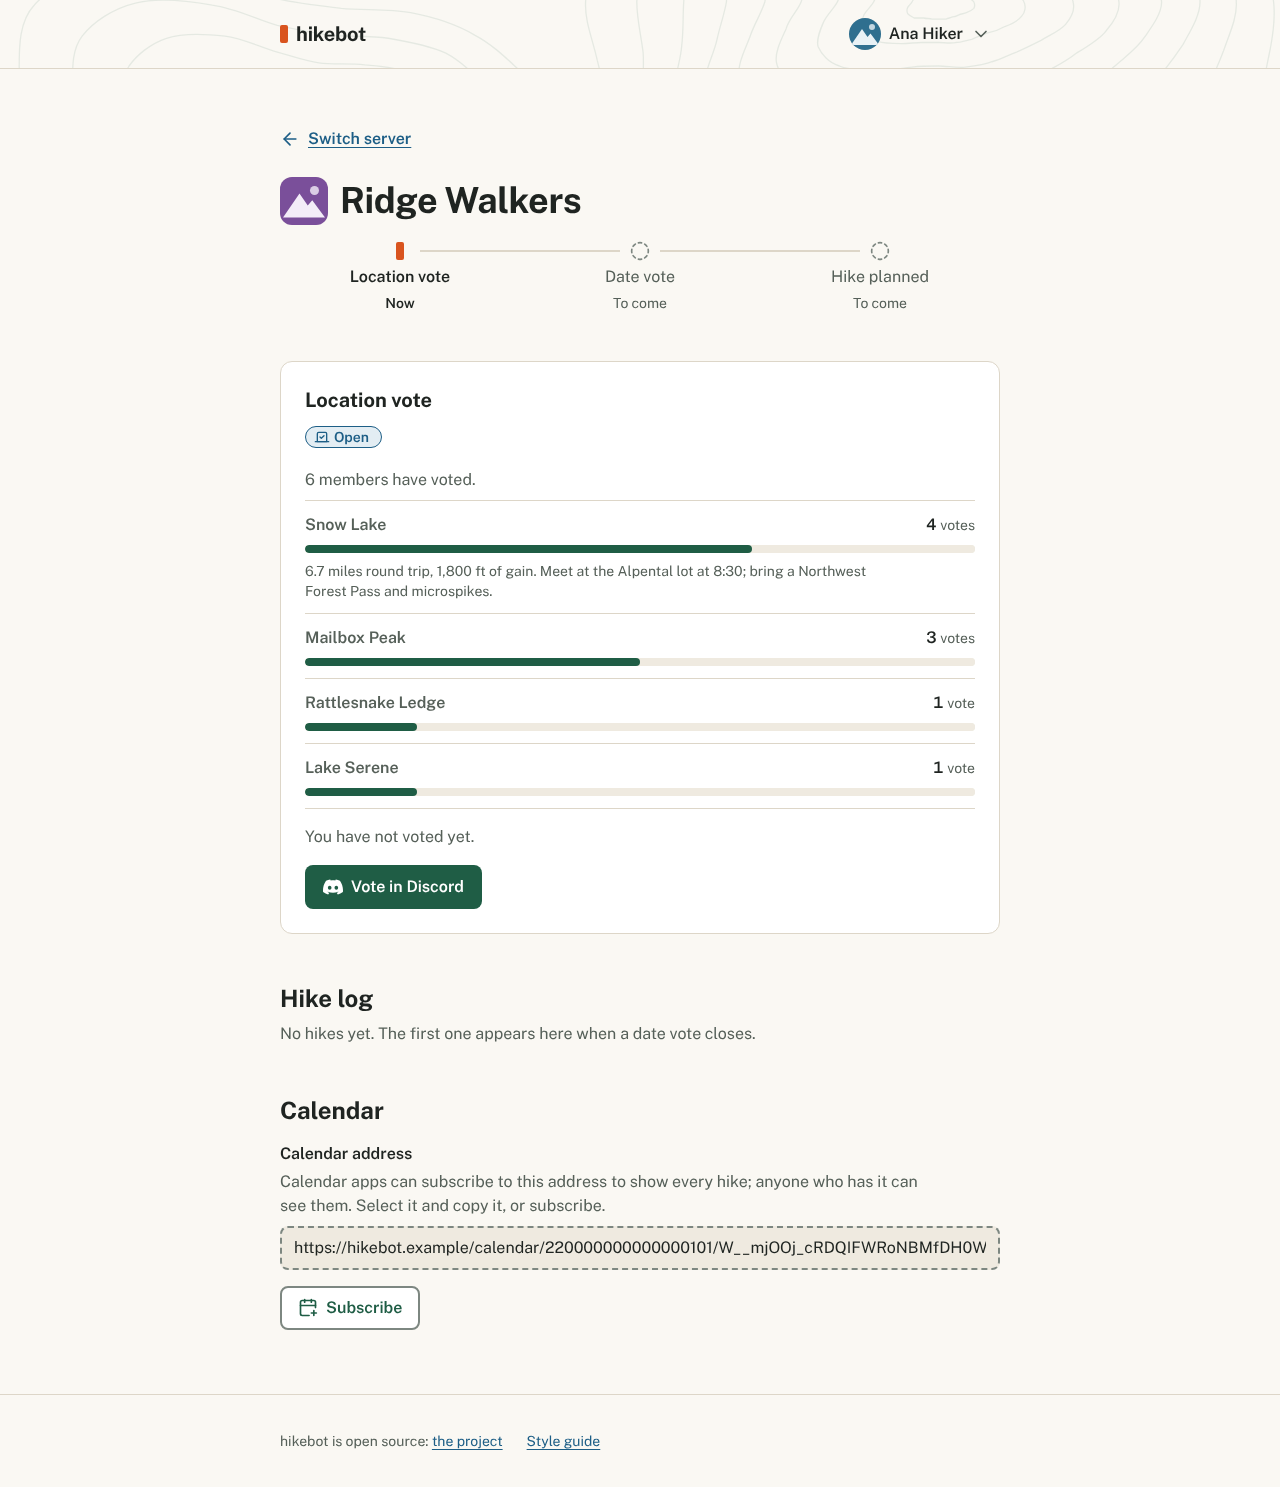 hikebot
Ana Hiker
Switch server
Ridge Walkers
Location vote
Now
Date vote
To come
Hike planned
To come
Location vote
Open
6 members have voted.
Snow Lake
4 votes
6.7 miles round trip, 1,800 ft of gain. Meet at the Alpental lot at 8:30; bring a Northwest
Forest Pass and microspikes.
Mailbox Peak
3 votes
Rattlesnake Ledge
1 vote
Lake Serene
1 vote
You have not voted yet.
Vote in Discord
Hike log
No hikes yet. The first one appears here when a date vote closes.
Calendar
Calendar address
Calendar apps can subscribe to this address to show every hike; anyone who has it can
see them. Select it and copy it, or subscribe.
https://hikebot.example/calendar/220000000000000101/W__mjOOj_cRDQIFWRoNBMfDH0W
Subscribe
hikebot is open source: the project
Style guide